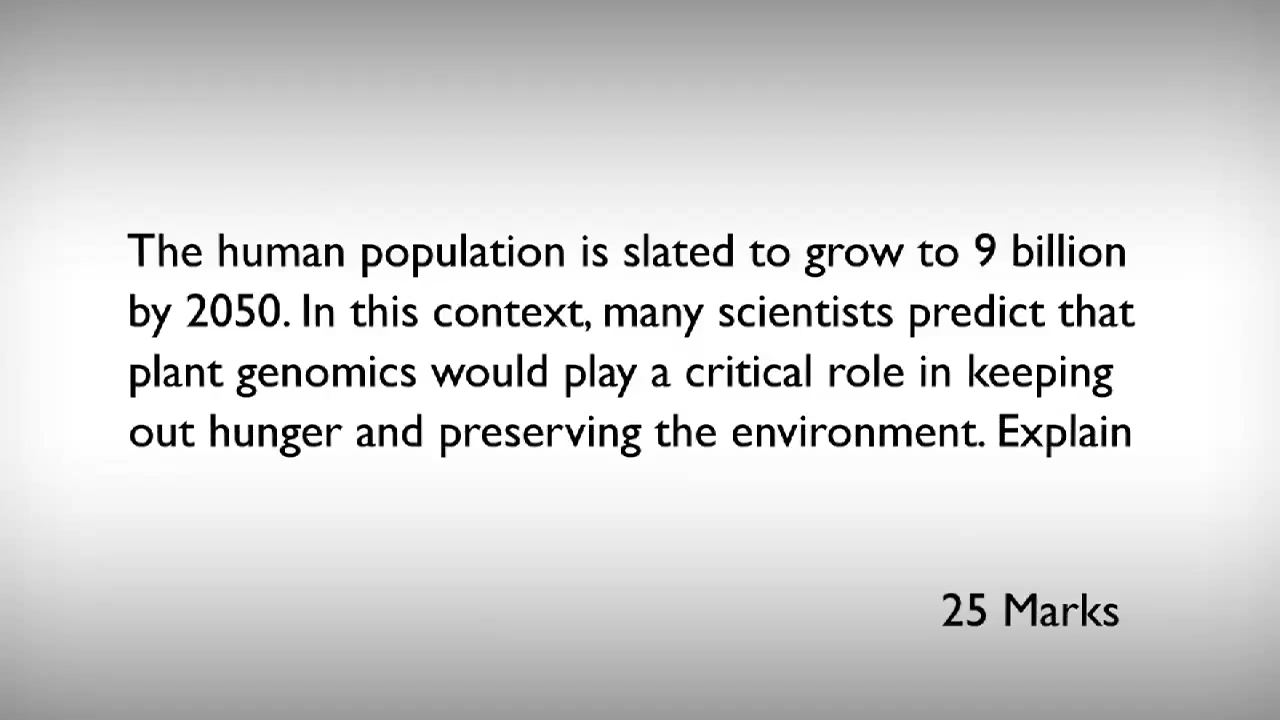 The human population is slated to grow to 9 billion
by 2050. In this context, many scientists predict that
plant genomics would play a critical role in keeping
out hunger and preserving the environment. Explain
25 Marks